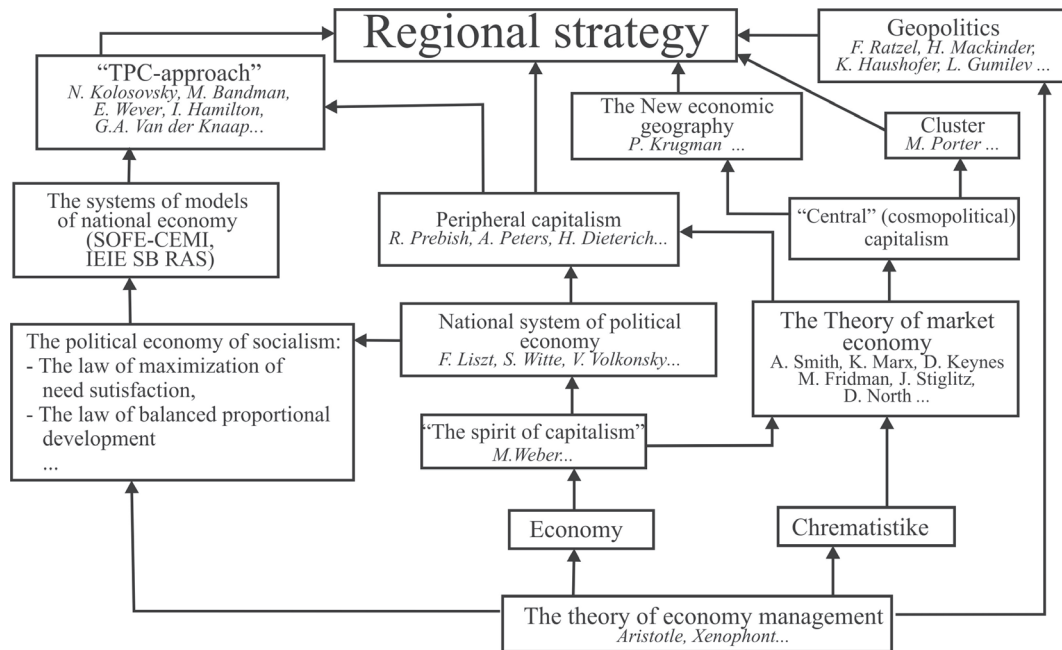 Regional strategy
Geopolitics
F. Ratzel, H. Mackinder,
K. Haushofer, L. Gumilev ...
“TPC-approach”
N. Kolosovsky, M. Bandman,
E. Wever, I. Hamilton,
G.A. Van der Knaap...
The New economic
geography
P. Krugman ...
Cluster
M. Porter ...
The systems of models
of national economy
(SOFE-CEMI,
IEIE SB RAS)
Peripheral capitalism
R. Prebish, A. Peters, H. Dieterich...
“Central” (cosmopolitical)
capitalism
The political economy of socialism:
- The law of maximization of
need sutisfaction,
- The law of balanced proportional
development
...
National system of political
economy
F. Liszt, S. Witte, V. Volkonsky...
The Theory of market
economy
A. Smith, K. Marx, D. Keynes
M. Fridman, J. Stiglitz,
D. North ...
“The spirit of capitalism”
M.Weber...
Economy
Chrematistike
The theory of economy management
Aristotle, Xenophont...